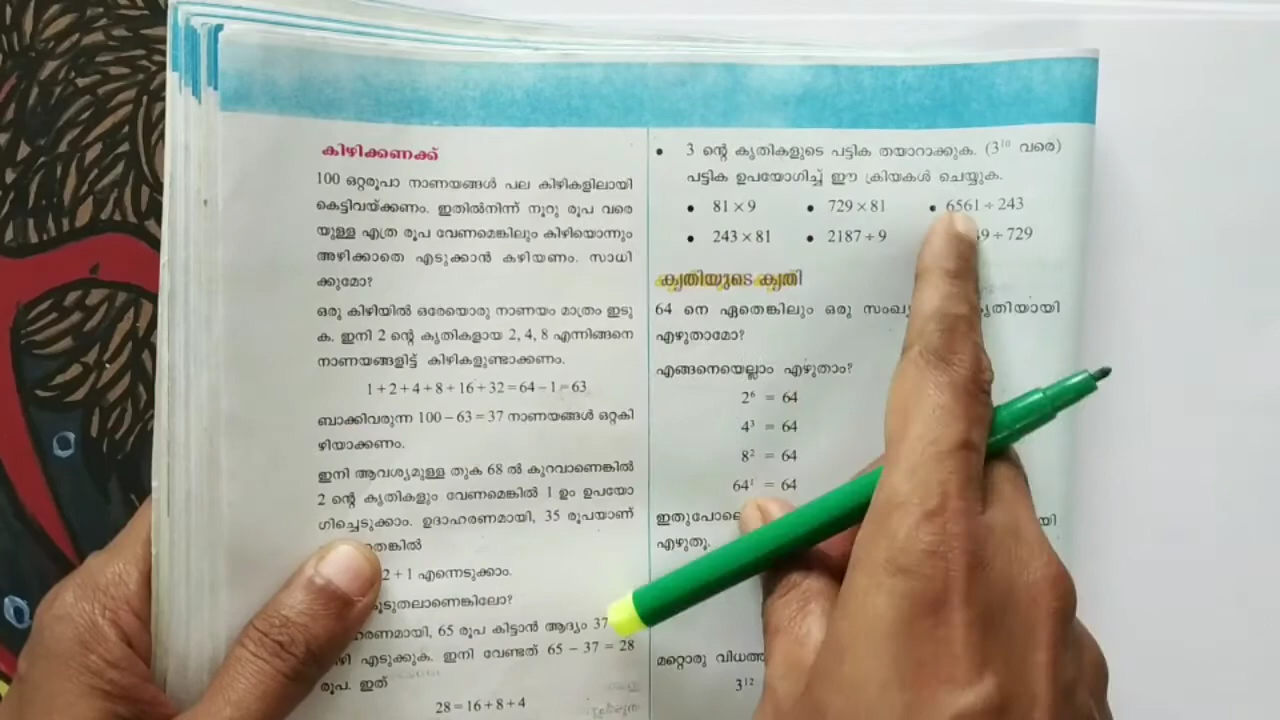 കിഴിക്കണക്ക്
100 ഒറ്റരൂപാ നാണയങ്ങൾ പല കിഴികളിലായി
കെട്ടിവയ്ക്കണം. ഇതിൽനിന്ന് നൂറു രൂപ വരെ
യുള്ള എത്ര രൂപ വേണമെങ്കിലും കിഴിയൊന്നും
അഴിക്കാതെ എടുക്കാൻ കഴിയണം. സാധി
ക്കുമോ?
ഒരു കിഴിയിൽ ഒരേയൊരു നാണയം മാത്രം ഇടു
ക. ഇനി 2 ന്റെ കൃതികളായ 2, 4, 8 എന്നിങ്ങനെ
നാണയങ്ങളിട്ട് കിഴികളുണ്ടാക്കണം.
1 + 2 + 4 + 8 + 16 + 32 = 64 – 1 = 63
ബാക്കിവരുന്ന 100 – 63 = 37 നാണയങ്ങൾ ഒറ്റകി
ഴിയാക്കണം.
ഇനി ആവശ്യമുള്ള തുക 68 ൽ കുറവാണെങ്കിൽ
2 ന്റെ കൃതികളും വേണമെങ്കിൽ 1 ഉം ഉപയോ
ഗിച്ചെടുക്കാം. ഉദാഹരണമായി, 35 രൂപയാണ്
തെങ്കിൽ
2 + 1 എന്നെടുക്കാം.
കൂടുതലാണെങ്കിലോ?
ഹരണമായി, 65 രൂപ കിട്ടാൻ ആദ്യം 37
എടുക്കുക. ഇനി വേണ്ടത് 65 – 37 = 28
രൂപ. ഇത്
28 = 16 + 8 + 4
• 3 ന്റെ കൃതികളുടെ പട്ടിക തയാറാക്കുക. (3¹⁰ വരെ)
പട്ടിക ഉപയോഗിച്ച് ഈ ക്രിയകൾ ചെയ്യുക.
• 81 × 9 • 729 × 81 • 6561 ÷ 243
• 243 × 81 • 2187 ÷ 9 49 ÷ 729
കൃതിയുടെ കൃതി
64 നെ ഏതെങ്കിലും ഒരു സംഖ്യ കൃതിയായി
എഴുതാമോ?
എങ്ങനെയെല്ലാം എഴുതാം?
2⁶ = 64
4³ = 64
8² = 64
64¹ = 64
ഇതുപോലെ യി
എഴുതൂ.
മറ്റൊരു
3¹²